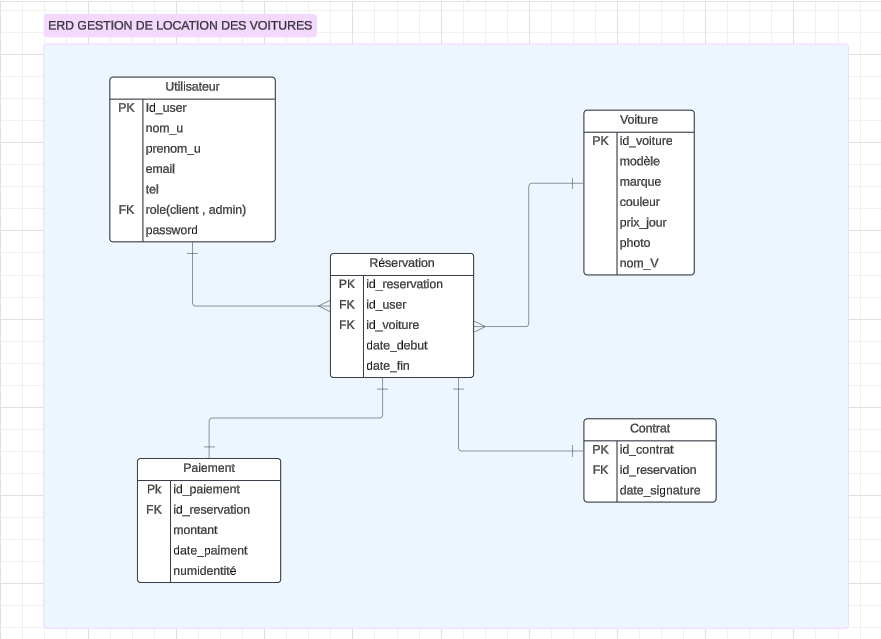 ERD GESTION DE LOCATION DES VOITURES
Utilisateur
PK Id_user
nom_u
prenom_u
email
tel
FK role(client , admin)
password
Voiture
PK id_voiture
modèle
marque
couleur
prix_jour
photo
nom_V
Réservation
PK id_reservation
FK id_user
FK id_voiture
date_debut
date_fin
Contrat
PK id_contrat
FK id_reservation
date_signature
Paiement
Pk id_paiement
FK id_reservation
montant
date_paiment
numidentité